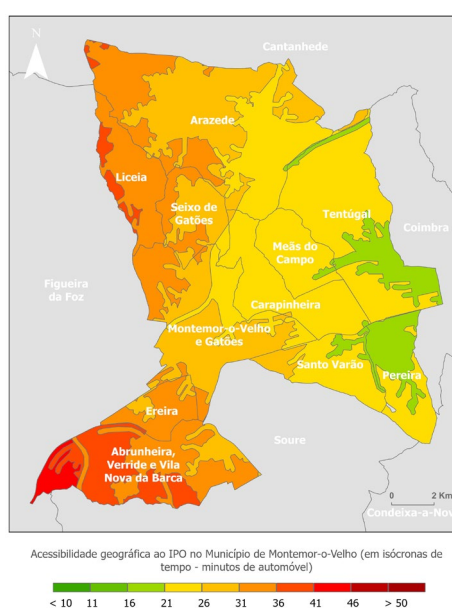 N
Cantanhede
Arazede
Liceia
Seixo de
Gatões
Tentúgal
Coimbra
Meãs do
Campo
Figueira
da Foz
Carapinheira
Montemor-o-Velho
e Gatões
Santo Varão
Pereira
Ereira
Soure
Abrunheira,
Verride e Vila
Nova da Barca
0 2 Km
Condeixa-a-Nova
Acessibilidade geográfica ao IPO no Município de Montemor-o-Velho (em isócronas de
tempo - minutos de automóvel)
< 10 11 16 21 26 31 36 41 46 > 50